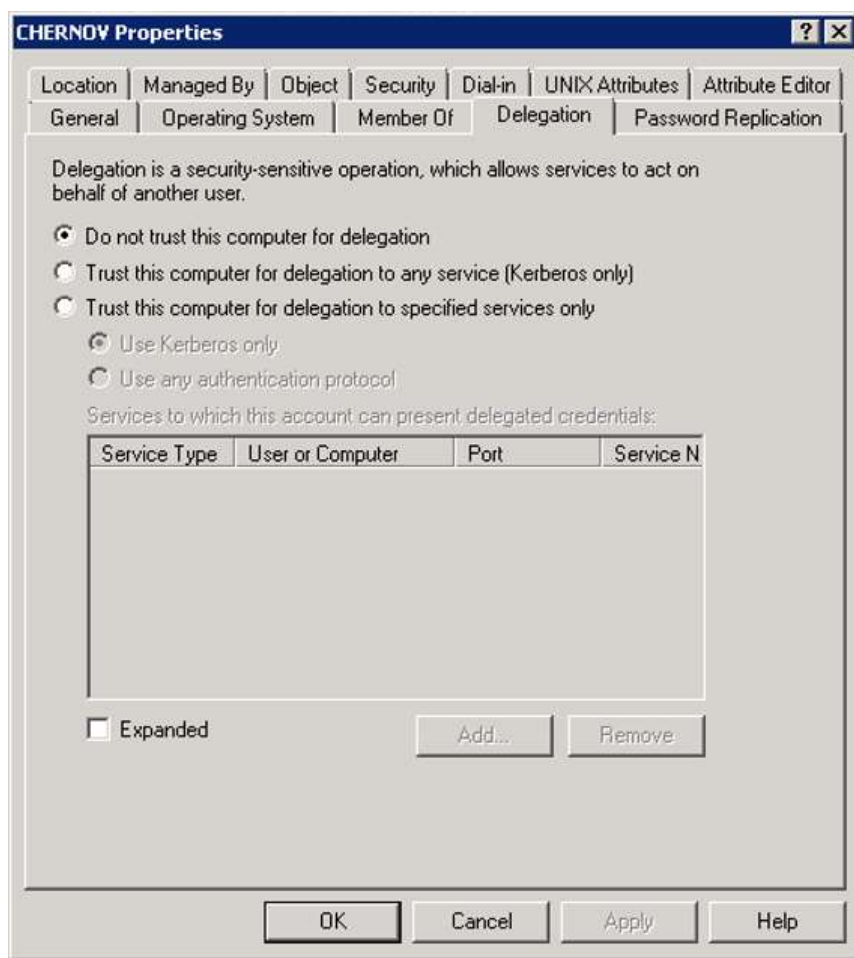 CHERNOV Properties
Location Managed By Object Security Dial-in UNIX Attributes Attribute Editor
General Operating System Member Of Delegation Password Replication
Delegation is a security-sensitive operation, which allows services to act on
behalf of another user.
Do not trust this computer for delegation
Trust this computer for delegation to any service (Kerberos only)
Trust this computer for delegation to specified services only
Use Kerberos only
Use any authentication protocol
Services to which this account can present delegated credentials:
Service Type User or Computer Port Service N
Expanded Add... Remove
OK Cancel Apply Help